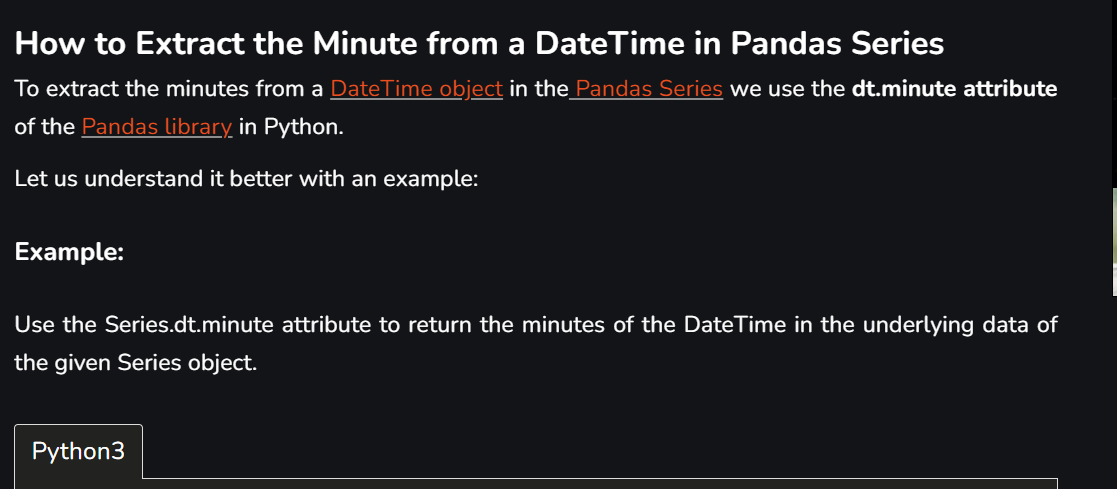 How to Extract the Minute from a DateTime in Pandas Series
To extract the minutes from a DateTime object in the Pandas Series we use the dt.minute attribute
of the Pandas library in Python.
Let us understand it better with an example:
Example:
Use the Series.dt.minute attribute to return the minutes of the DateTime in the underlying data of
the given Series object.
Python3